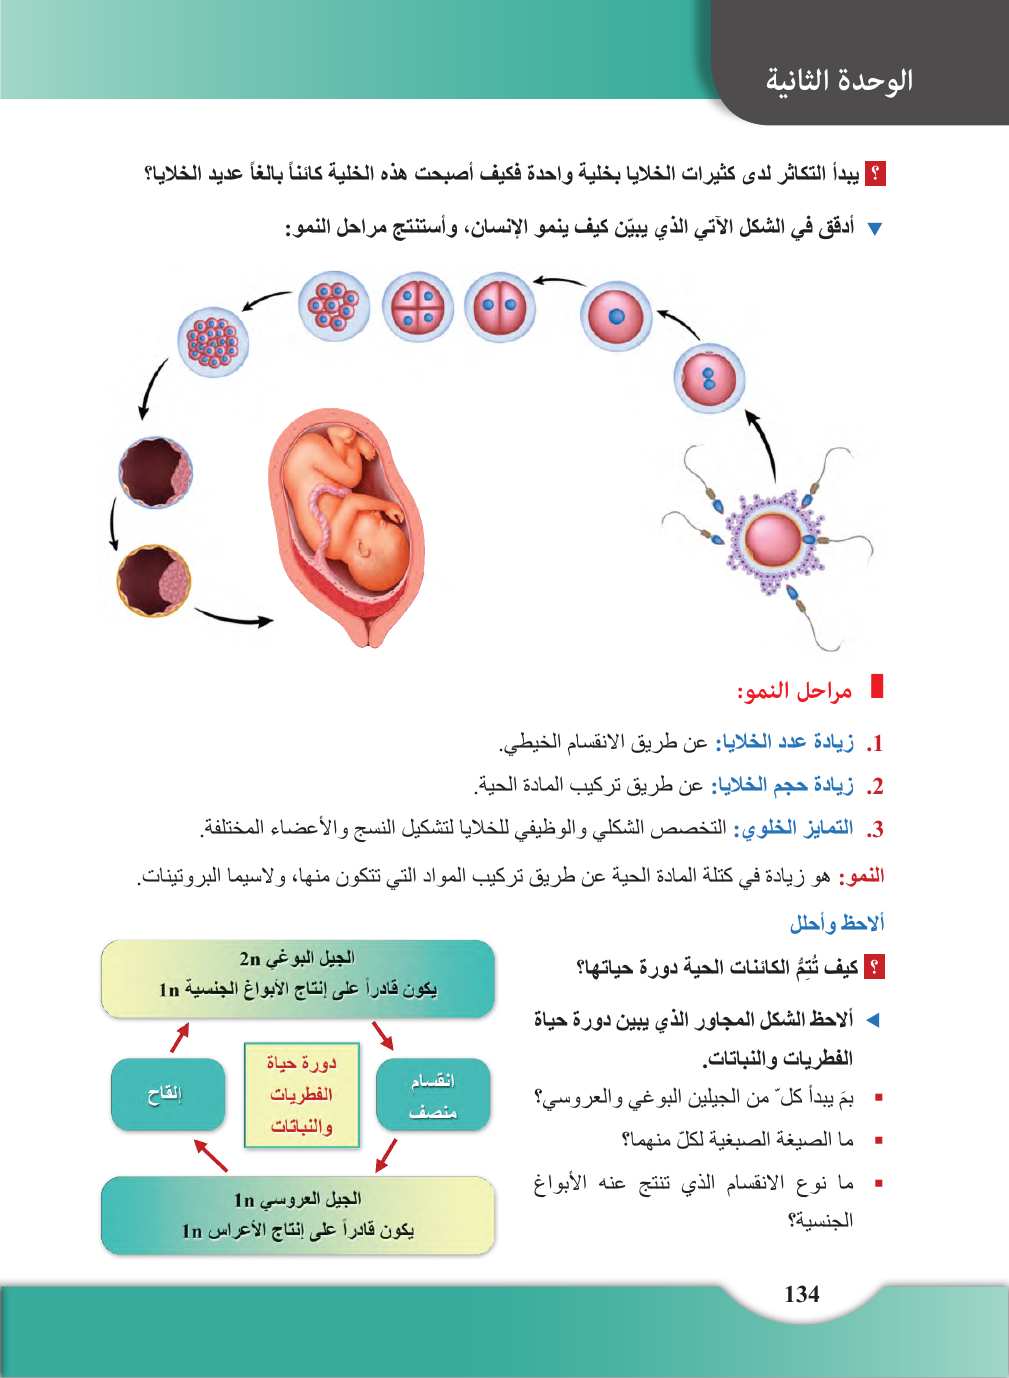 الوحدة الثانية
؟ يبدأ التكاثر لدى كثيرات الخلايا بخلية واحدة فكيف أصبحت هذه الخلية كائناً بالغاً عديد الخلايا؟
أدقق في الشكل الآتي الذي يبيّن كيف ينمو الإنسان، وأستنتج مراحل النمو:
مراحل النمو:
1. زيادة عدد الخلايا: عن طريق الانقسام الخيطي.
2. زيادة حجم الخلايا: عن طريق تركيب المادة الحية.
3. التمايز الخلوي: التخصص الشكلي والوظيفي للخلايا لتشكيل النسج والأعضاء المختلفة.
النمو: هو زيادة في كتلة المادة الحية عن طريق تركيب المواد التي تتكون منها، ولاسيما البروتينات.
ألاحظ وأحلل
؟ كيف تُتِمُّ الكائنات الحية دورة حياتها؟
ألاحظ الشكل المجاور الذي يبين دورة حياة
الفطريات والنباتات.
بمَ يبدأ كلّ من الجيلين البوغي والعروسي؟
ما الصيغة الصبغية لكلّ منهما؟
ما نوع الانقسام الذي تنتج عنه الأبواغ
الجنسية؟
الجيل البوغي 2n
يكون قادراً على إنتاج الأبواغ الجنسية 1n
انقسام
منصف
دورة حياة
الفطريات
والنباتات
إلقاح
الجيل العروسي 1n
يكون قادراً على إنتاج الأعراس 1n
134